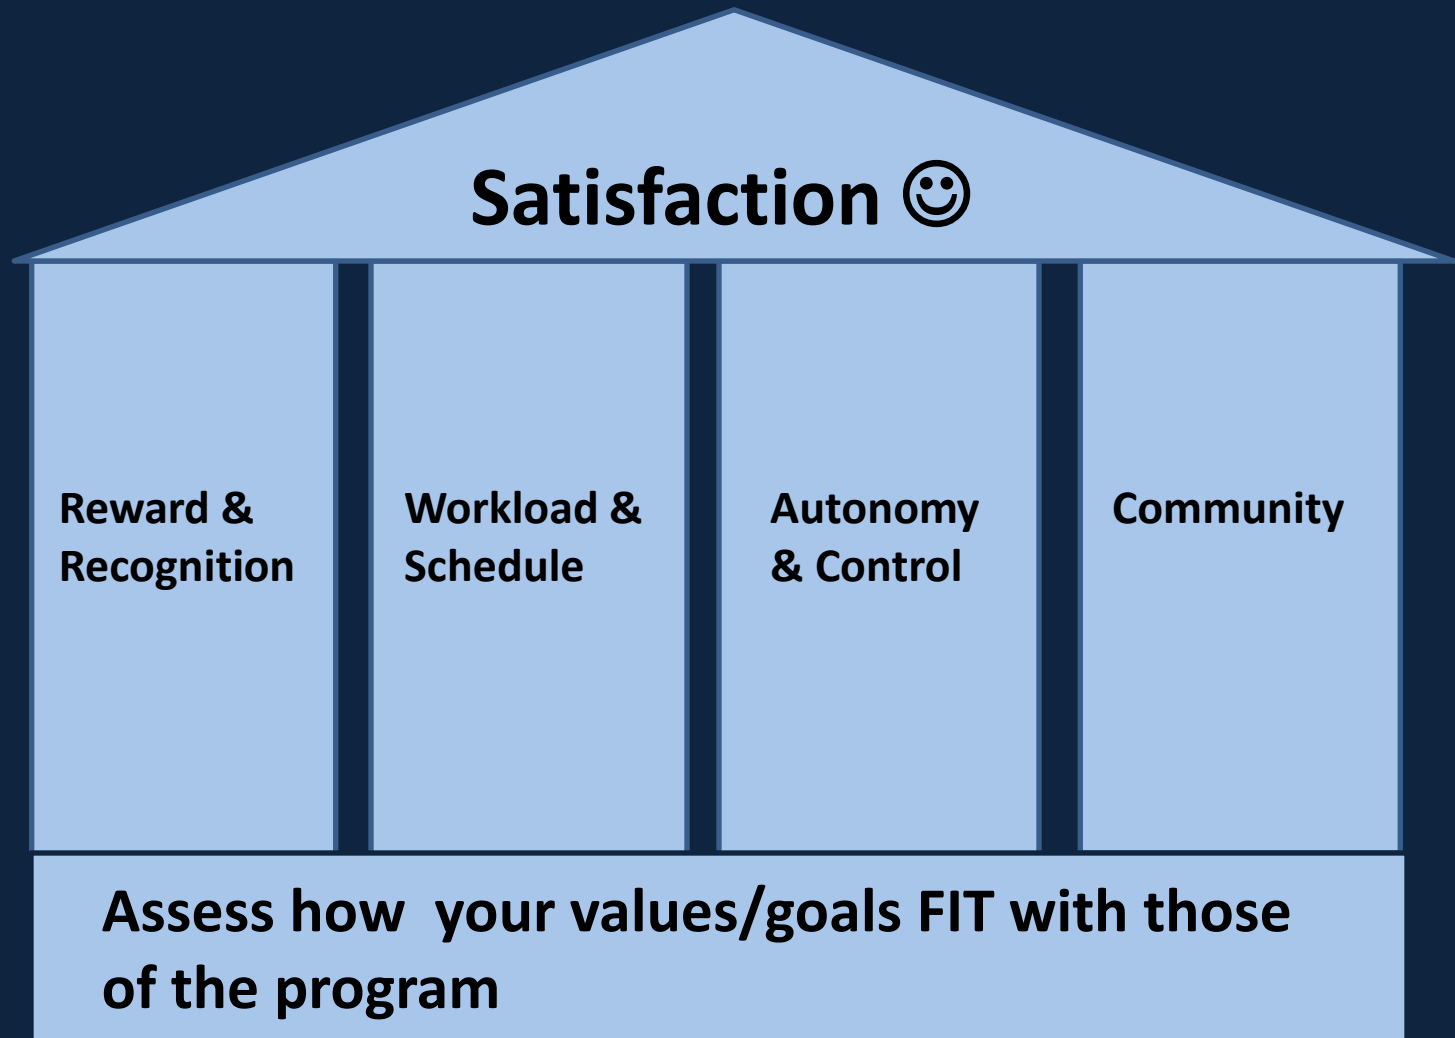 Satisfaction ☺
Reward &
Recognition
Workload &
Schedule
Autonomy
& Control
Community
Assess how  your values/goals FIT with those
of the program